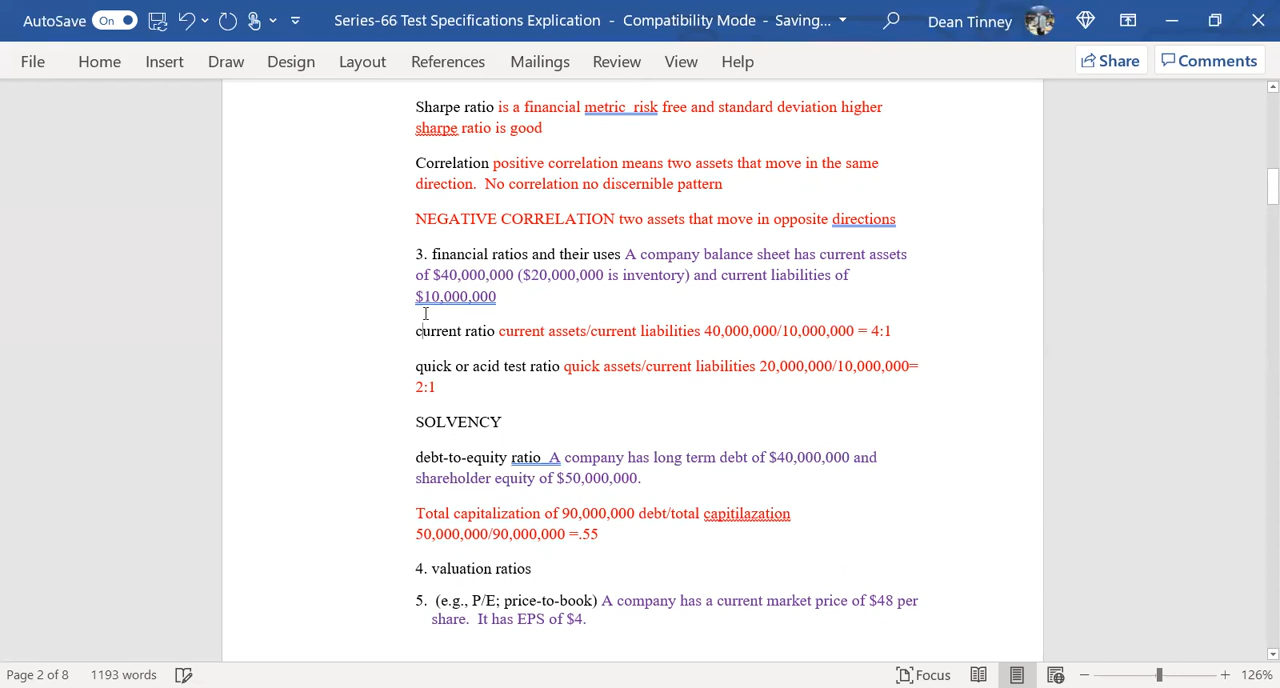 AutoSave On Series-66 Test Specifications Explication - Compatibility Mode - Saving... Dean Tinney
File Home Insert Draw Design Layout References Mailings Review View Help Share Comments
Sharpe ratio is a financial metric  risk free and standard deviation higher
sharpe ratio is good
Correlation positive correlation means two assets that move in the same
direction.  No correlation no discernible pattern
NEGATIVE CORRELATION two assets that move in opposite directions
3. financial ratios and their uses A company balance sheet has current assets
of $40,000,000 ($20,000,000 is inventory) and current liabilities of
$10,000,000
current ratio current assets/current liabilities 40,000,000/10,000,000 = 4:1
quick or acid test ratio quick assets/current liabilities 20,000,000/10,000,000=
2:1
SOLVENCY
debt-to-equity ratio  A company has long term debt of $40,000,000 and
shareholder equity of $50,000,000.
Total capitalization of 90,000,000 debt/total capitilazation
50,000,000/90,000,000 =.55
4. valuation ratios
5.  (e.g., P/E; price-to-book) A company has a current market price of $48 per
share.  It has EPS of $4.
Page 2 of 8 1193 words Focus 126%